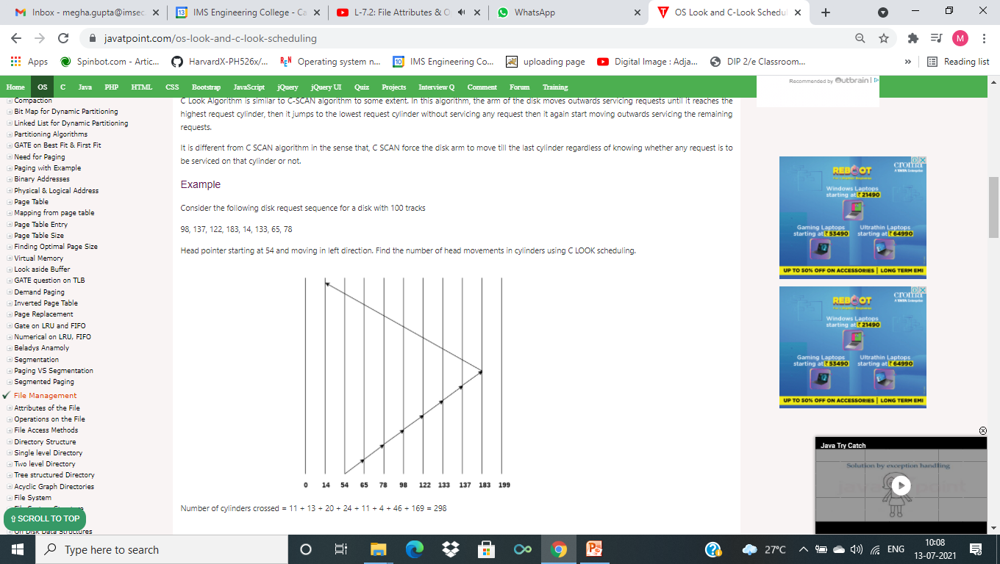 Inbox - megha.gupta@imsec
IMS Engineering College - Ca
L-7.2: File Attributes & O
WhatsApp
OS Look and C-Look Schedul
javatpoint.com/os-look-and-c-look-scheduling
M
Apps
Spinbot.com - Artic...
HarvardX-PH526x/...
Operating system n...
IMS Engineering Co...
uploading page
Digital Image : Adja...
DIP 2/e Classroom...
»
Reading list
Home OS C Java PHP HTML CSS Bootstrap JavaScript jQuery jQuery UI Quiz Projects Interview Q Comment Forum Training
Recommended by Outbrain
Compaction
Bit Map for Dynamic Partitioning
Linked List for Dynamic Partitioning
Partitioning Algorithms
GATE on Best Fit & First Fit
Need for Paging
Paging with Example
Binary Addresses
Physical & Logical Address
Page Table
Mapping from page table
Page Table Entry
Page Table Size
Finding Optimal Page Size
Virtual Memory
Look aside Buffer
GATE question on TLB
Demand Paging
Inverted Page Table
Page Replacement
Gate on LRU and FIFO
Numerical on LRU, FIFO
Beladys Anamoly
Segmentation
Paging VS Segmentation
Segmented Paging
File Management
Attributes of the File
Operations on the File
File Access Methods
Directory Structure
Single level Directory
Two level Directory
Tree structured Directory
Acyclic Graph Directories
File System
⇧ SCROLL TO TOP
On Disk Data Structures
C Look Algorithm is similar to C-SCAN algorithm to some extent. In this algorithm, the arm of the disk moves outwards servicing requests until it reaches the
highest request cylinder, then it jumps to the lowest request cylinder without servicing any request then it again start moving outwards servicing the remaining
requests.
It is different from C SCAN algorithm in the sense that, C SCAN force the disk arm to move till the last cylinder regardless of knowing whether any request is to
be serviced on that cylinder or not.
Example
Consider the following disk request sequence for a disk with 100 tracks
98, 137, 122, 183, 14, 133, 65, 78
Head pointer starting at 54 and moving in left direction. Find the number of head movements in cylinders using C LOOK scheduling.
0 14 54 65 78 98 122 133 137 183 199
Number of cylinders crossed = 11 + 13 + 20 + 24 + 11 + 4 + 46 + 169 = 298
REBOOT
croma
A TATA Enterprise
Windows Laptops
starting at ₹ 21490
Gaming Laptops
starting at ₹ 53490
Ultrathin Laptops
starting at ₹ 64990
UP TO 50% OFF ON ACCESSORIES | LONG TERM EMI
REBOOT
croma
A TATA Enterprise
Windows Laptops
starting at ₹ 21490
Gaming Laptops
starting at ₹ 53490
Ultrathin Laptops
starting at ₹ 64990
UP TO 50% OFF ON ACCESSORIES | LONG TERM EMI
Java Try Catch
Solution by exception handling
Type here to search
27°C
ENG
10:08
13-07-2021